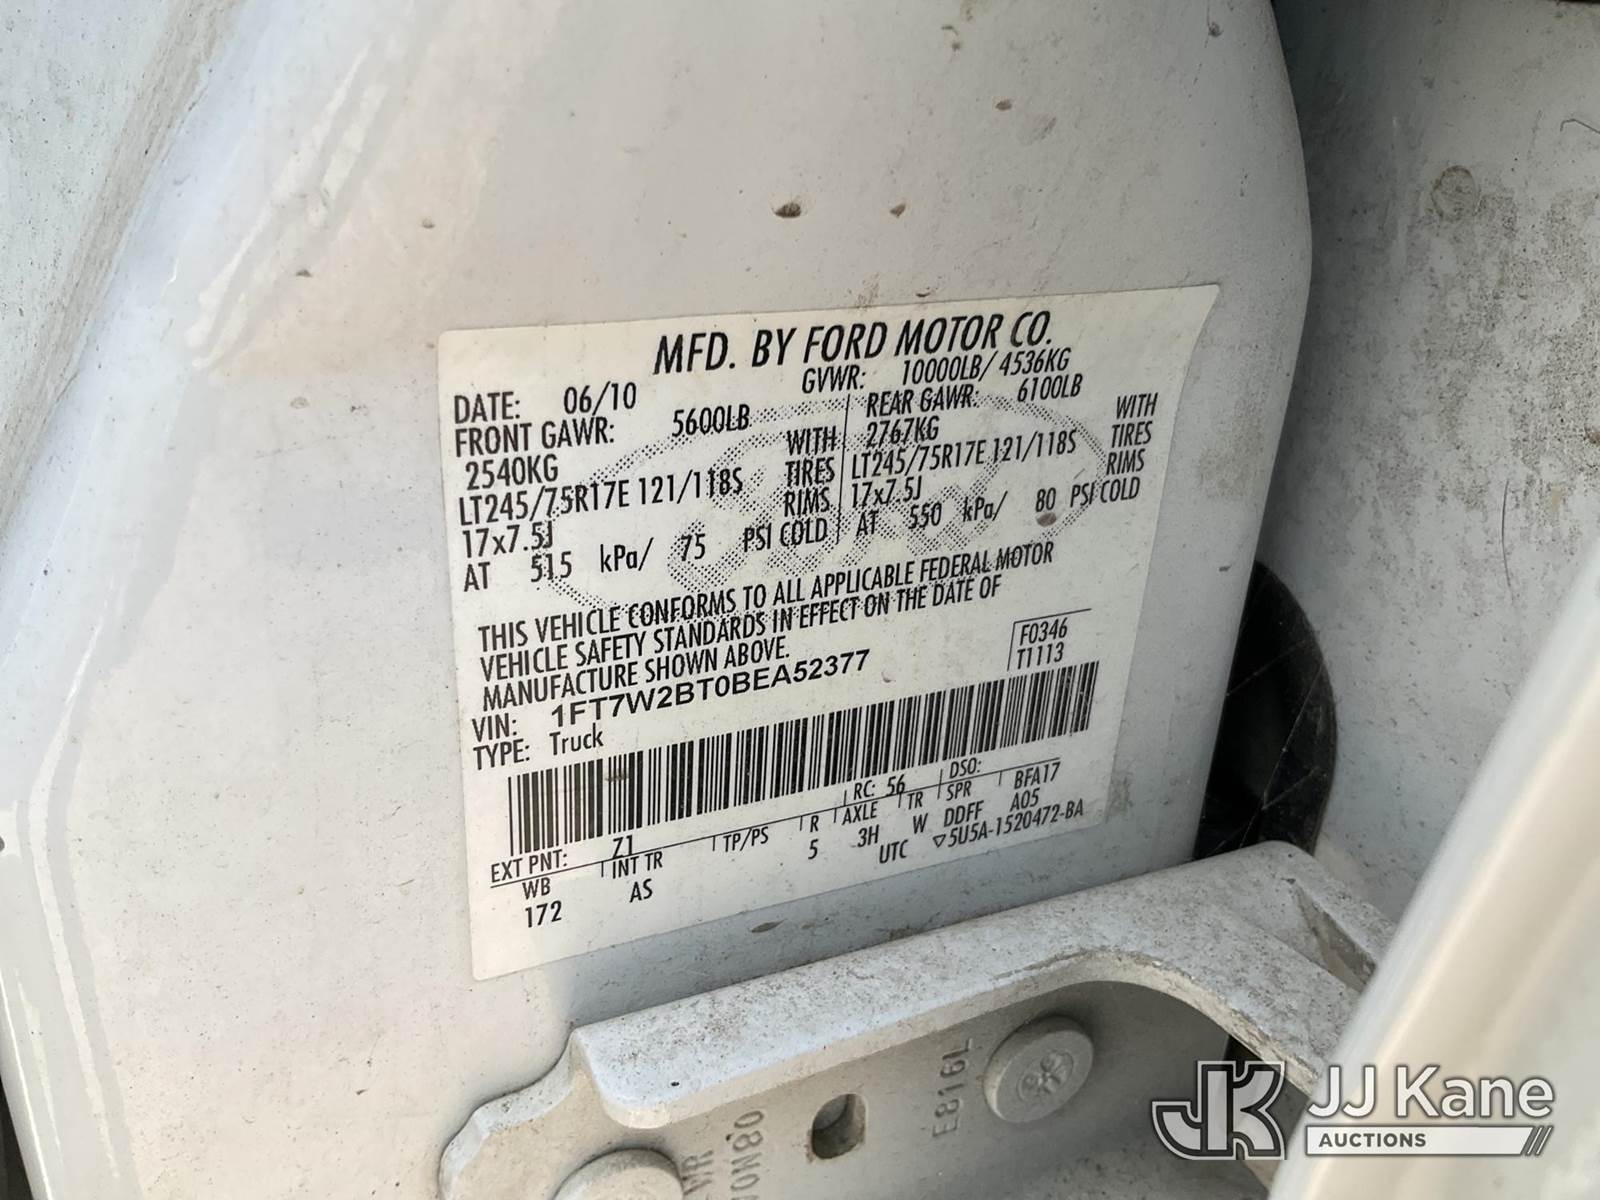 MFD. BY FORD MOTOR CO.
DATE: 06/10 GVWR: 10000LB/ 4536KG
FRONT GAWR: 5600LB REAR GAWR: 6100LB
2540KG WITH 2767KG WITH
LT245/75R17E 121/118S TIRES LT245/75R17E 121/118S TIRES
17x7.5J RIMS 17x7.5J RIMS
AT 515 kPa/ 75 PSI COLD AT 550 kPa/ 80 PSI COLD
THIS VEHICLE CONFORMS TO ALL APPLICABLE FEDERAL MOTOR
VEHICLE SAFETY STANDARDS IN EFFECT ON THE DATE OF
MANUFACTURE SHOWN ABOVE.
F0346
T1113
VIN: 1FT7W2BT0BEA52377
TYPE: Truck
EXT PNT: Z1 RC: 56 DSO:
WB INT TR TP/PS R AXLE TR SPR BFA17
172 AS 5 3H W DDFF A05
UTC ▽5U5A-1520472-BA
E816L
JK JJ Kane
AUCTIONS